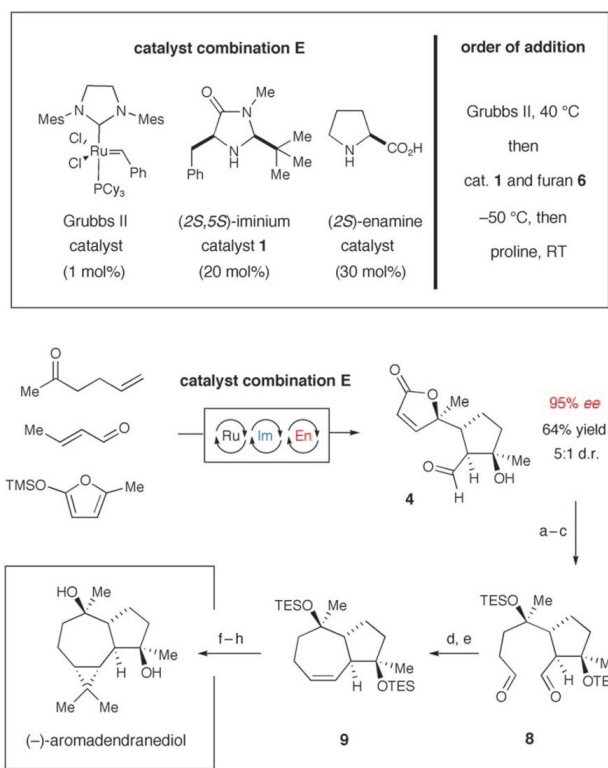 catalyst combination E
order of addition
Mes
N
N
Mes
Cl
Cl
Ru
Ph
PCy3
O
N
Me
N
H
Ph
Me
Me
Me
N
H
CO2H
Grubbs II
catalyst
(1 mol%)
(2S,5S)-iminium
catalyst 1
(20 mol%)
(2S)-enamine
catalyst
(30 mol%)
Grubbs II, 40 °C
then
cat. 1 and furan 6
–50 °C, then
proline, RT
O
Me
Me
O
TMSO
O
Me
catalyst combination E
Ru
Im
En
O
O
Me
O
H
H
Me
OH
4
95% ee
64% yield
5:1 d.r.
a–c
TESO
Me
O
O
H
M
OTE
8
d, e
TESO
Me
H
Me
OTES
9
f–h
HO
Me
H
Me
OH
Me
Me
(–)-aromadendranediol